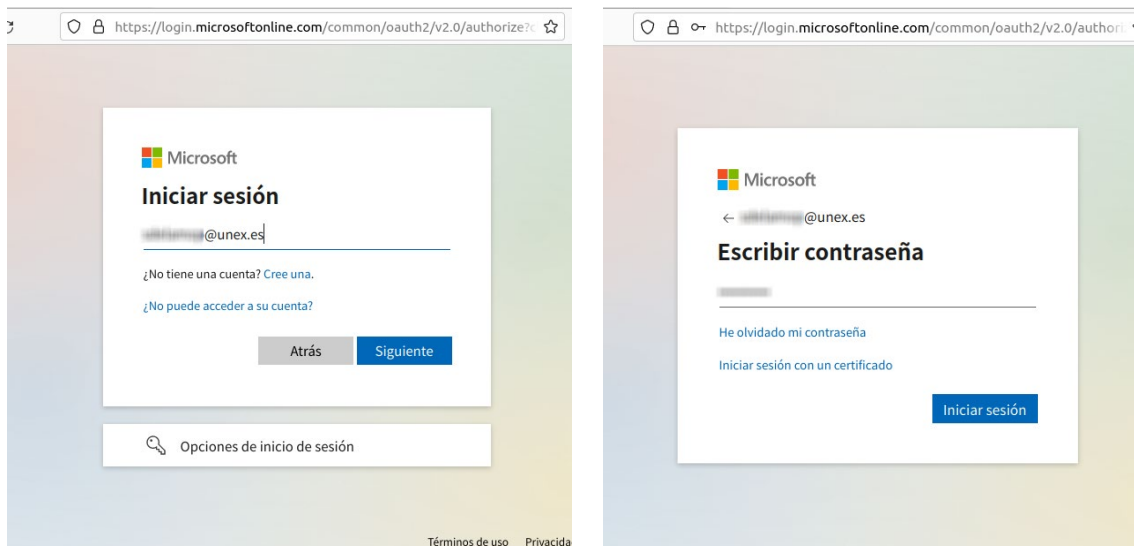 https://login.microsoftonline.com/common/oauth2/v2.0/authorize?c
Microsoft
Iniciar sesión
@unex.es
¿No tiene una cuenta? Cree una.
¿No puede acceder a su cuenta?
Atrás
Siguiente
Opciones de inicio de sesión
Términos de uso Privacida
https://login.microsoftonline.com/common/oauth2/v2.0/authori
Microsoft
← @unex.es
Escribir contraseña
He olvidado mi contraseña
Iniciar sesión con un certificado
Iniciar sesión